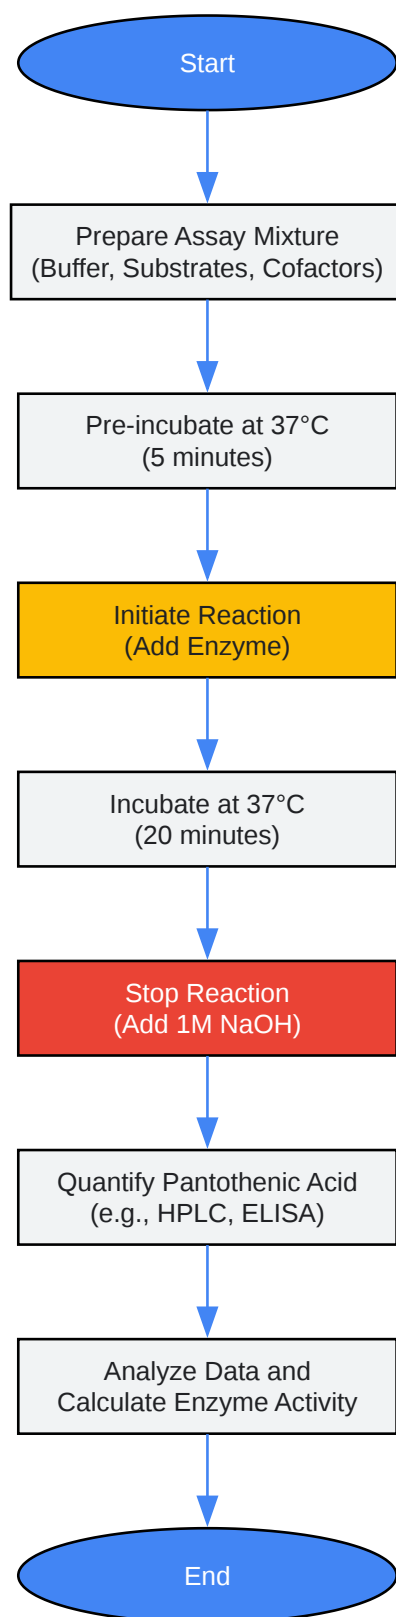 Start
Prepare Assay Mixture
(Buffer, Substrates, Cofactors)
Pre-incubate at 37°C
(5 minutes)
Initiate Reaction
(Add Enzyme)
Incubate at 37°C
(20 minutes)
Stop Reaction
(Add 1M NaOH)
Quantify Pantothenic Acid
(e.g., HPLC, ELISA)
Analyze Data and
Calculate Enzyme Activity
End